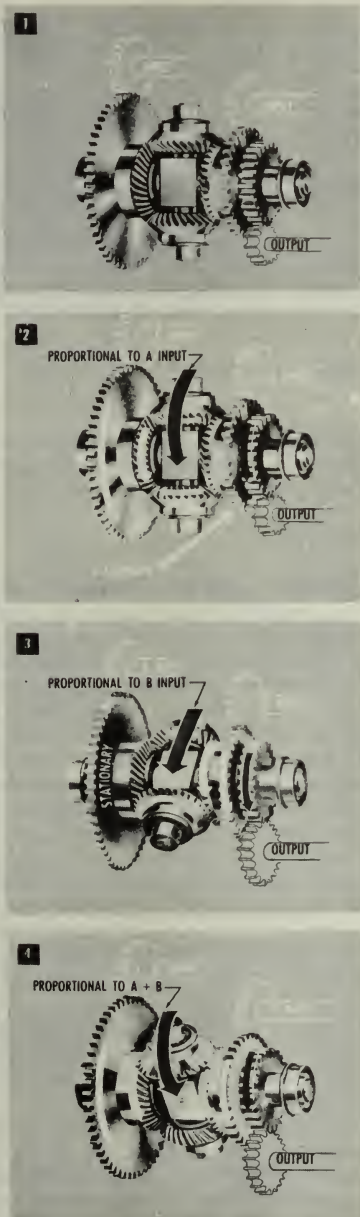 1
OUTPUT
2
PROPORTIONAL TO A INPUT
OUTPUT
3
PROPORTIONAL TO B INPUT
STATIONARY
OUTPUT
4
PROPORTIONAL TO A + B
OUTPUT